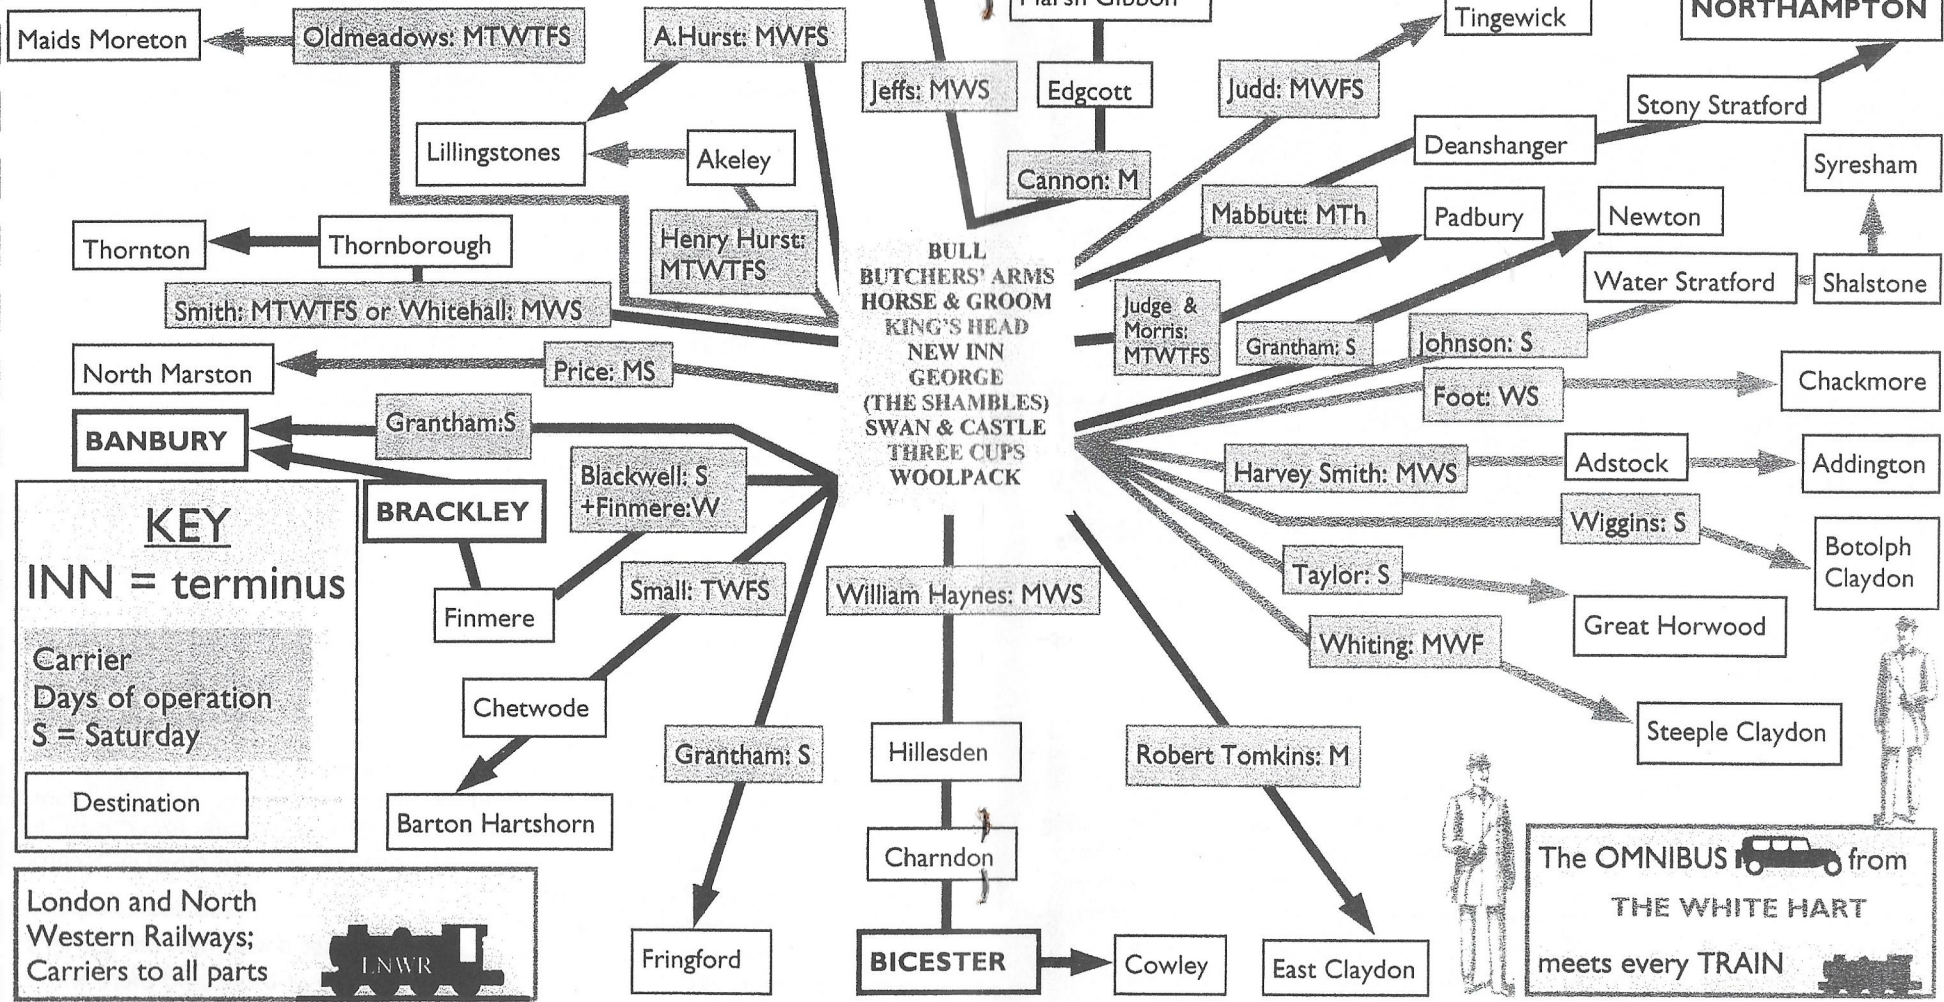 Marsh Gibbon
Tingewick
NORTHAMPTON
Maids Moreton
Oldmeadows: MTWTFS
A.Hurst: MWFS
Jeffs: MWS
Edgcott
Judd: MWFS
Stony Stratford
Deanshanger
Syresham
Lillingstones
Akeley
Cannon: M
Mabbutt: MTh
Padbury
Newton
Thornton
Thornborough
Henry Hurst:
MTWTFS
Water Stratford
Shalstone
Smith: MTWTFS or Whitehall: MWS
Judge &
Morris:
MTWTFS
Grantham: S
Johnson: S
BULL
BUTCHERS' ARMS
HORSE & GROOM
KING'S HEAD
NEW INN
GEORGE
(THE SHAMBLES)
SWAN & CASTLE
THREE CUPS
WOOLPACK
North Marston
Price: MS
Foot: WS
Chackmore
BANBURY
Grantham:S
Harvey Smith: MWS
Adstock
Addington
Blackwell: S
+Finmere:W
BRACKLEY
Wiggins: S
Botolph
Claydon
KEY
INN = terminus
Carrier
Days of operation
S = Saturday
Destination
Finmere
Small: TWFS
William Haynes: MWS
Taylor: S
Great Horwood
Whiting: MWF
Steeple Claydon
Chetwode
Grantham: S
Hillesden
Robert Tomkins: M
Barton Hartshorn
Charndon
Fringford
BICESTER
Cowley
East Claydon
London and North
Western Railways;
Carriers to all parts
LNWR
The OMNIBUS from
THE WHITE HART
meets every TRAIN